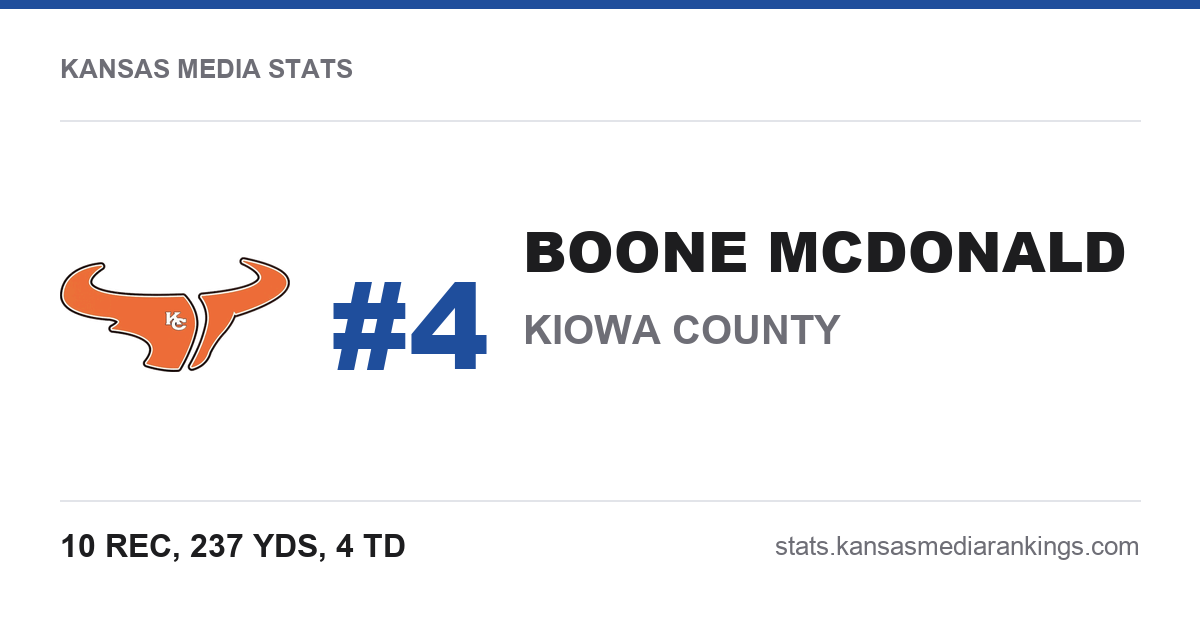 KANSAS MEDIA STATS
KC
#4
BOONE MCDONALD
KIOWA COUNTY
10 REC, 237 YDS, 4 TD
stats.kansasmediarankings.com